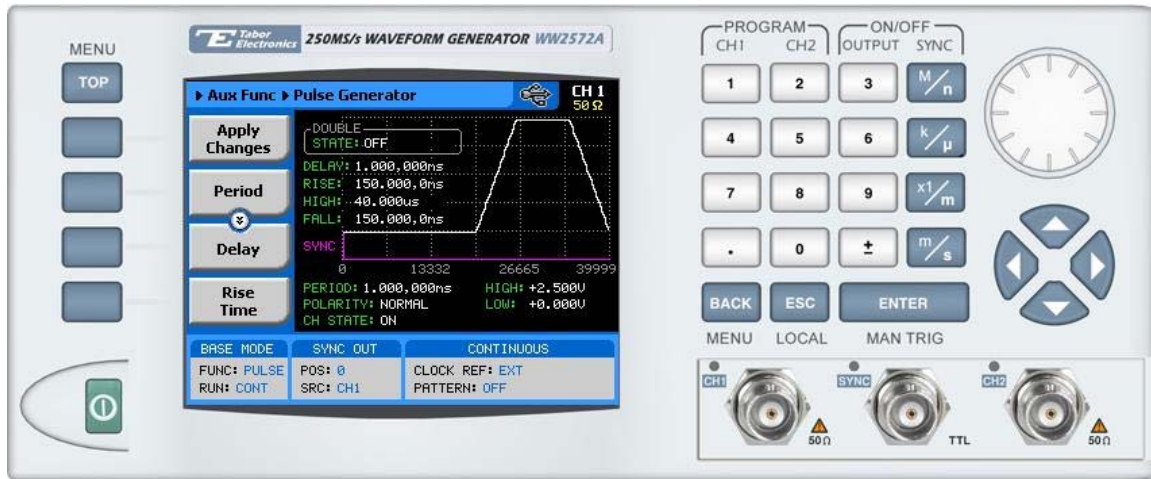 MENU
TOP
Tabor Electronics 250MS/s WAVEFORM GENERATOR WW2572A
Aux Func Pulse Generator CH 1
50 Ω
Apply Changes
Period
Delay
Rise Time
DOUBLE
STATE: OFF
DELAY: 1.000,000ms
RISE: 150.000,0ms
HIGH: 40.000us
FALL: 150.000,0ms
SYNC
0 13332 26665 39999
PERIOD: 1.000,000ms HIGH: +2.500V
POLARITY: NORMAL LOW: +0.000V
CH STATE: ON
BASE MODE SYNC OUT CONTINUOUS
FUNC: PULSE POS: 0 CLOCK REF: EXT
RUN: CONT SRC: CH1 PATTERN: OFF
PROGRAM ON/OFF
CH1 CH2 OUTPUT SYNC
1 2 3 M/n
4 5 6 k/µ
7 8 9 x1/m
. 0 ± m/s
BACK ESC ENTER
MENU LOCAL MAN TRIG
CH1 SYNC CH2
50Ω TTL 50Ω